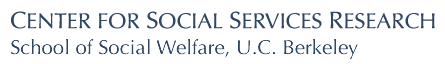 CENTER FOR SOCIAL SERVICES RESEARCH
School of Social Welfare, U.C. Berkeley